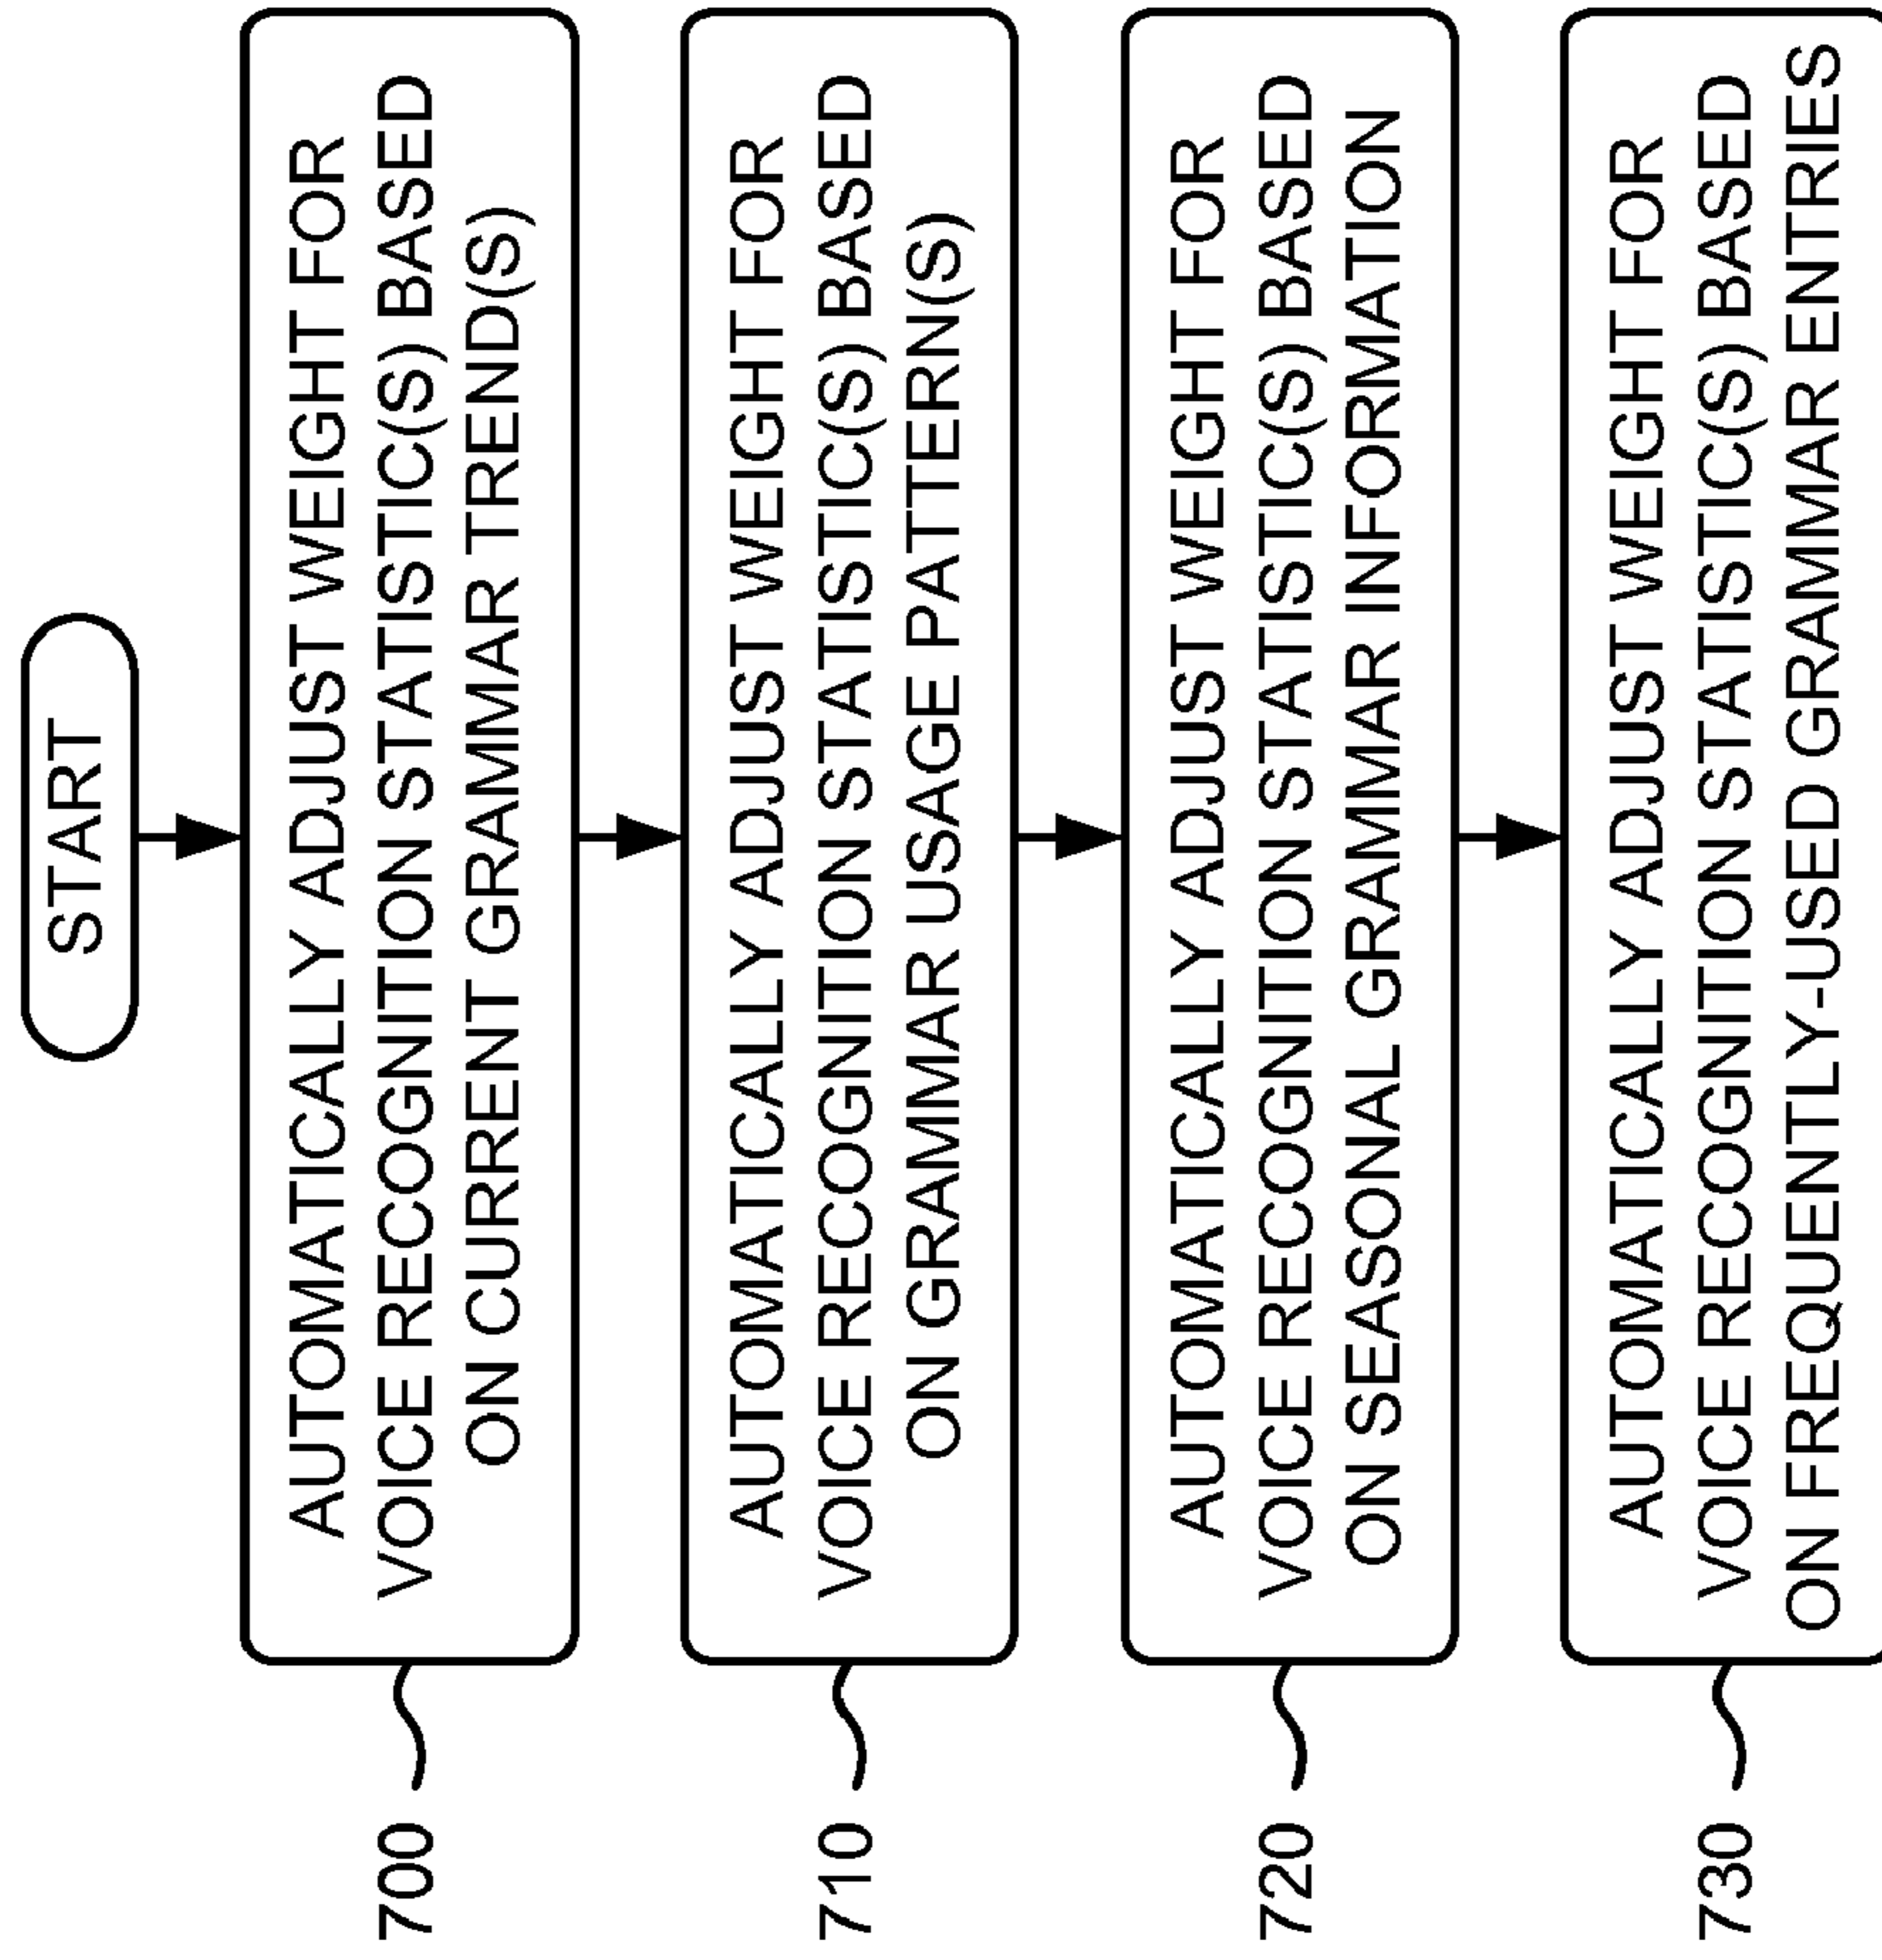 START
AUTOMATICALLY ADJUST WEIGHT FOR
VOICE RECOGNITION STATISTIC(S) BASED
ON CURRENT GRAMMAR TREND(S)
700
AUTOMATICALLY ADJUST WEIGHT FOR
VOICE RECOGNITION STATISTIC(S) BASED
ON GRAMMAR USAGE PATTERN(S)
710
AUTOMATICALLY ADJUST WEIGHT FOR
VOICE RECOGNITION STATISTIC(S) BASED
ON SEASONAL GRAMMAR INFORMATION
720
AUTOMATICALLY ADJUST WEIGHT FOR
VOICE RECOGNITION STATISTIC(S) BASED
ON FREQUENTLY-USED GRAMMAR ENTRIES
730